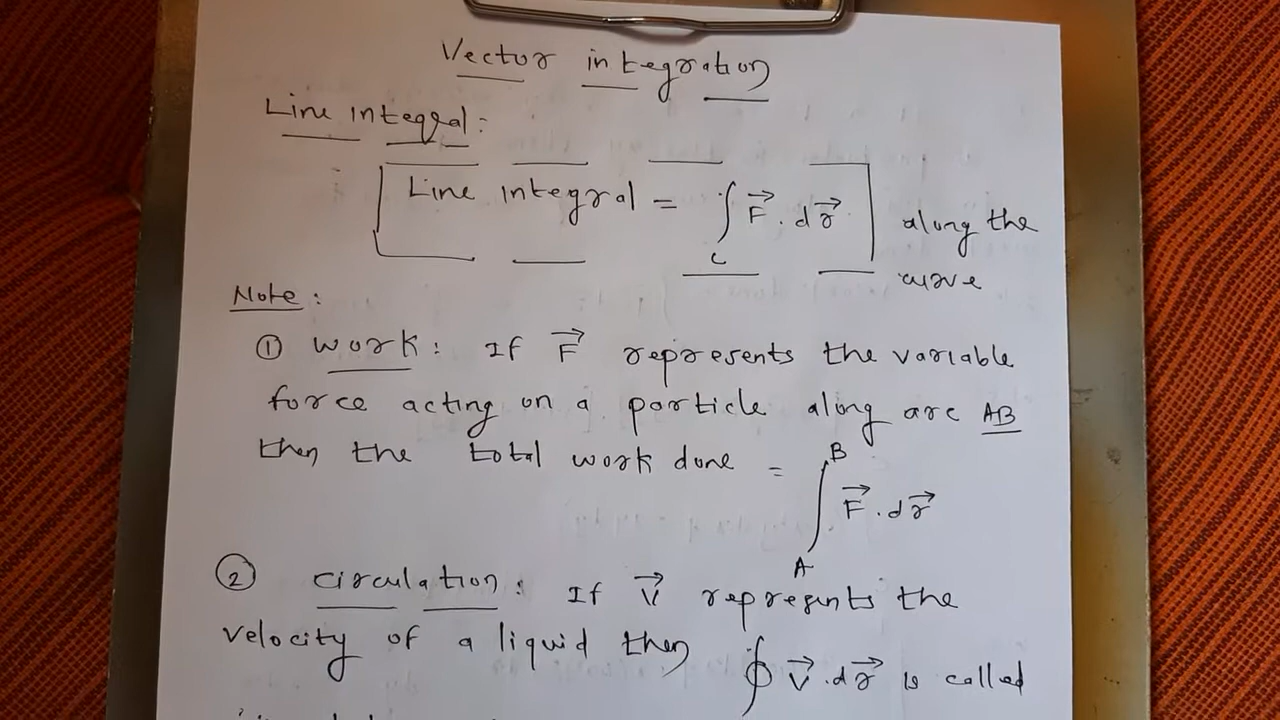 Vector integration
Line integral:
Line integral = ∫_C F⃗ . dr⃗ along the
curve
Note:
① Work: If F⃗ represents the variable
force acting on a particle along arc AB
then the total work done = ∫_A^B F⃗ . dr⃗
② circulation: If V⃗ represents the
velocity of a liquid then ∮ V⃗ . dr⃗ is called